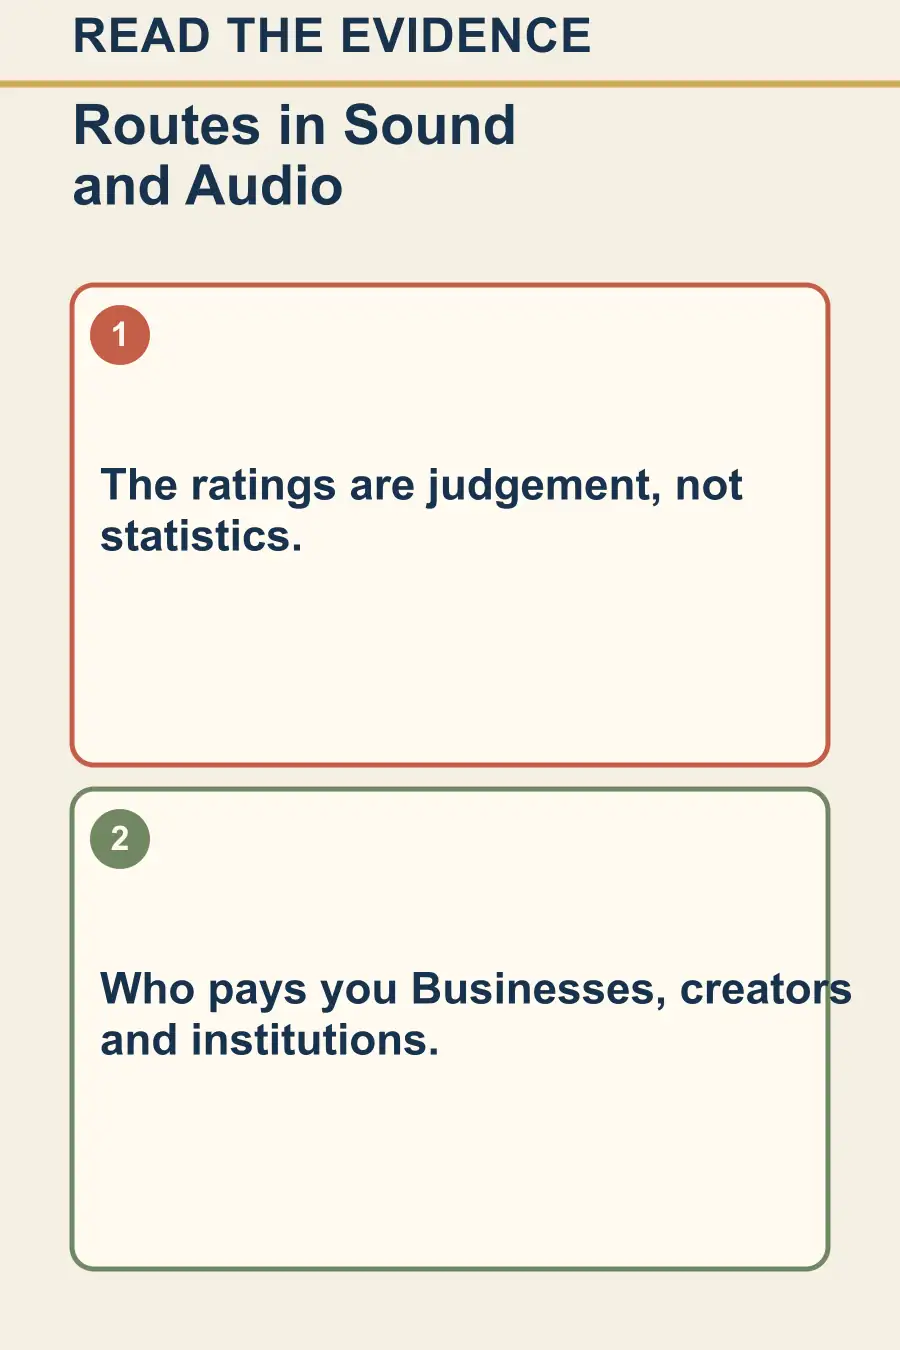 READ THE EVIDENCE
Routes in Sound
and Audio
1
The ratings are judgement, not
statistics.
2
Who pays you Businesses, creators
and institutions.